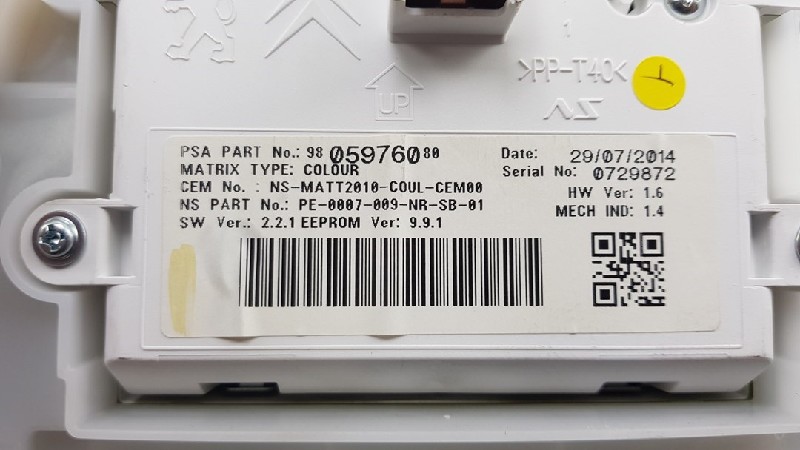 1
>PP-T40<
UP
PSA PART No.: 98 059760 80
MATRIX TYPE: COLOUR
CEM No. : NS-MATT2010-COUL-CEM00
NS PART No.: PE-0007-009-NR-SB-01
SW Ver.: 2.2.1 EEPROM Ver: 9.9.1
Date: 29/07/2014
Serial No: 0729872
HW Ver: 1.6
MECH IND: 1.4